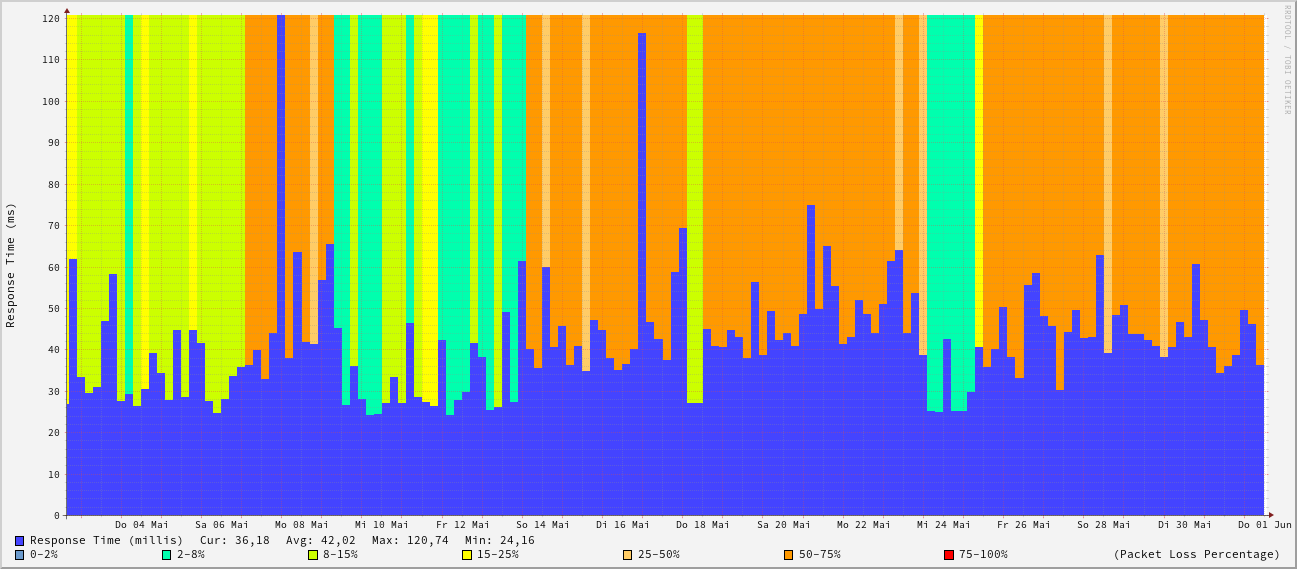 RRDTOOL / TOBI OETIKER
Response Time (ms)
120
110
100
90
80
70
60
50
40
30
20
10
0
Do 04 Mai Sa 06 Mai Mo 08 Mai Mi 10 Mai Fr 12 Mai So 14 Mai Di 16 Mai Do 18 Mai Sa 20 Mai Mo 22 Mai Mi 24 Mai Fr 26 Mai So 28 Mai Di 30 Mai Do 01 Jun
Response Time (millis) Cur: 36,18 Avg: 42,02 Max: 120,74 Min: 24,16
0-2% 2-8% 8-15% 15-25% 25-50% 50-75% 75-100% (Packet Loss Percentage)